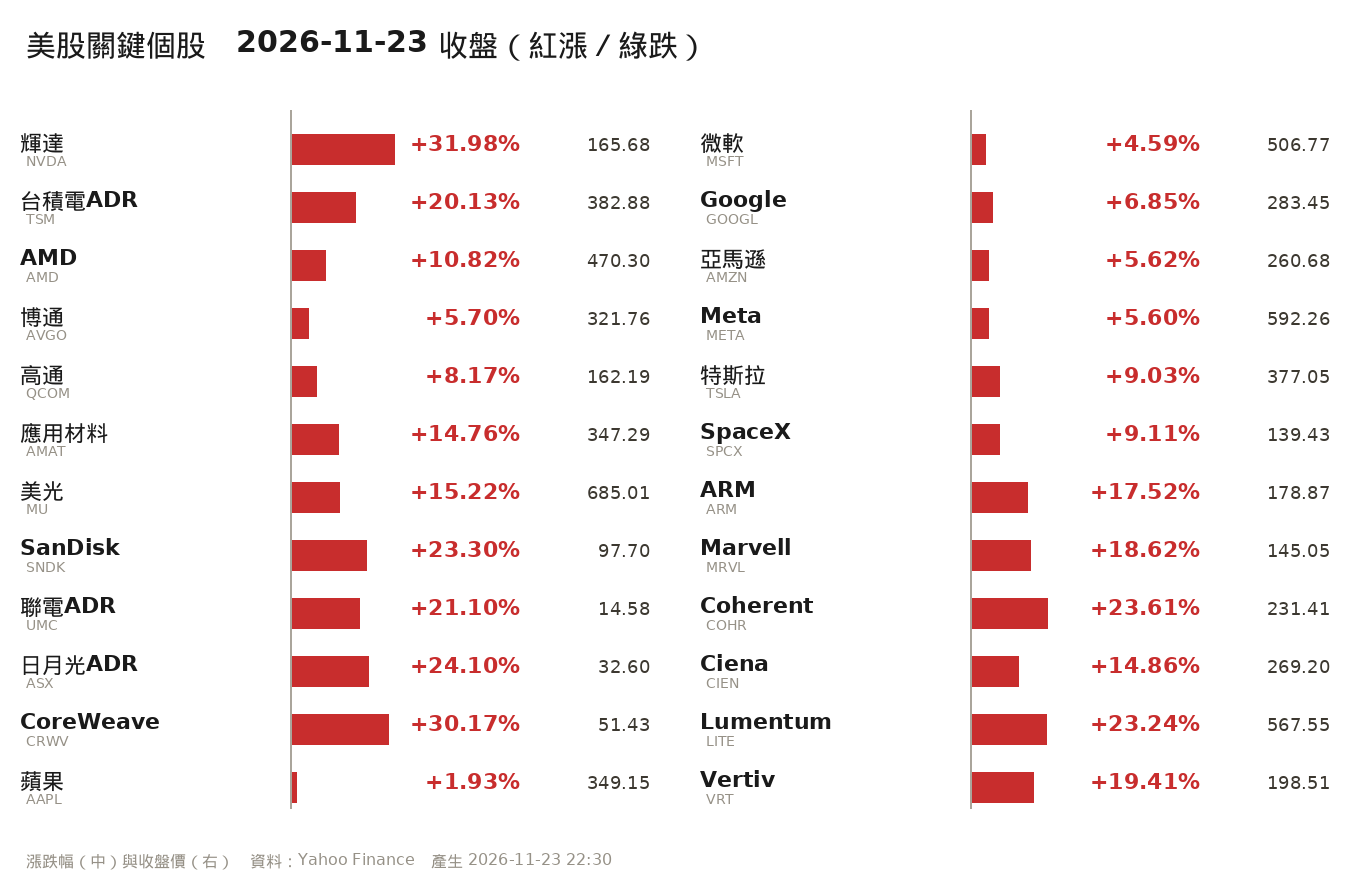 美股關鍵個股 2026-11-23 收盤（紅漲／綠跌）
輝達 +31.98% 165.68
NVDA
台積電ADR +20.13% 382.88
TSM
AMD +10.82% 470.30
AMD
博通 +5.70% 321.76
AVGO
高通 +8.17% 162.19
QCOM
應用材料 +14.76% 347.29
AMAT
美光 +15.22% 685.01
MU
SanDisk +23.30% 97.70
SNDK
聯電ADR +21.10% 14.58
UMC
日月光ADR +24.10% 32.60
ASX
CoreWeave +30.17% 51.43
CRWV
蘋果 +1.93% 349.15
AAPL
微軟 +4.59% 506.77
MSFT
Google +6.85% 283.45
GOOGL
亞馬遜 +5.62% 260.68
AMZN
Meta +5.60% 592.26
META
特斯拉 +9.03% 377.05
TSLA
SpaceX +9.11% 139.43
SPCX
ARM +17.52% 178.87
ARM
Marvell +18.62% 145.05
MRVL
Coherent +23.61% 231.41
COHR
Ciena +14.86% 269.20
CIEN
Lumentum +23.24% 567.55
LITE
Vertiv +19.41% 198.51
VRT
漲跌幅（中）與收盤價（右） 資料：Yahoo Finance 產生 2026-11-23 22:30